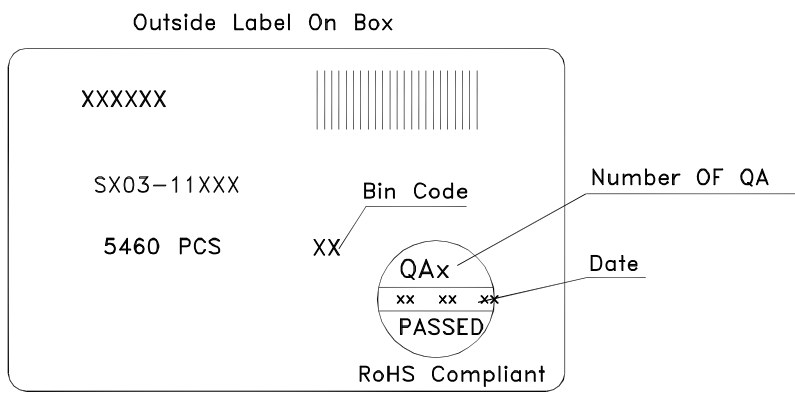 Outside Label On Box
XXXXXX
SX03-11XXX
Bin Code
Number OF QA
5460 PCS
XX
QAx
Date
xx xx xx
PASSED
RoHS Compliant